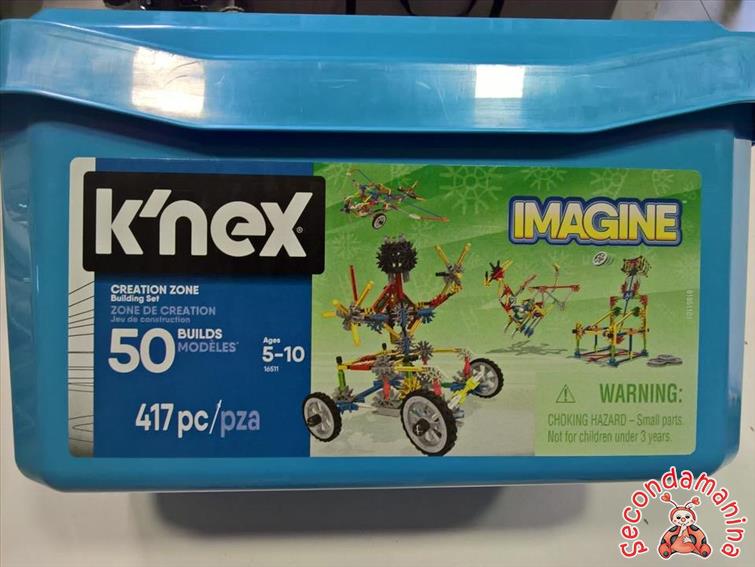 K'nex®
IMAGINE
CREATION ZONE
Building Set
ZONE DE CREATION
Jeu de construction
50 BUILDS
MODÈLES
Ages
5-10
16511
417 pc/pza
⚠ WARNING:
CHOKING HAZARD – Small parts.
Not for children under 3 years.
Secondamanina